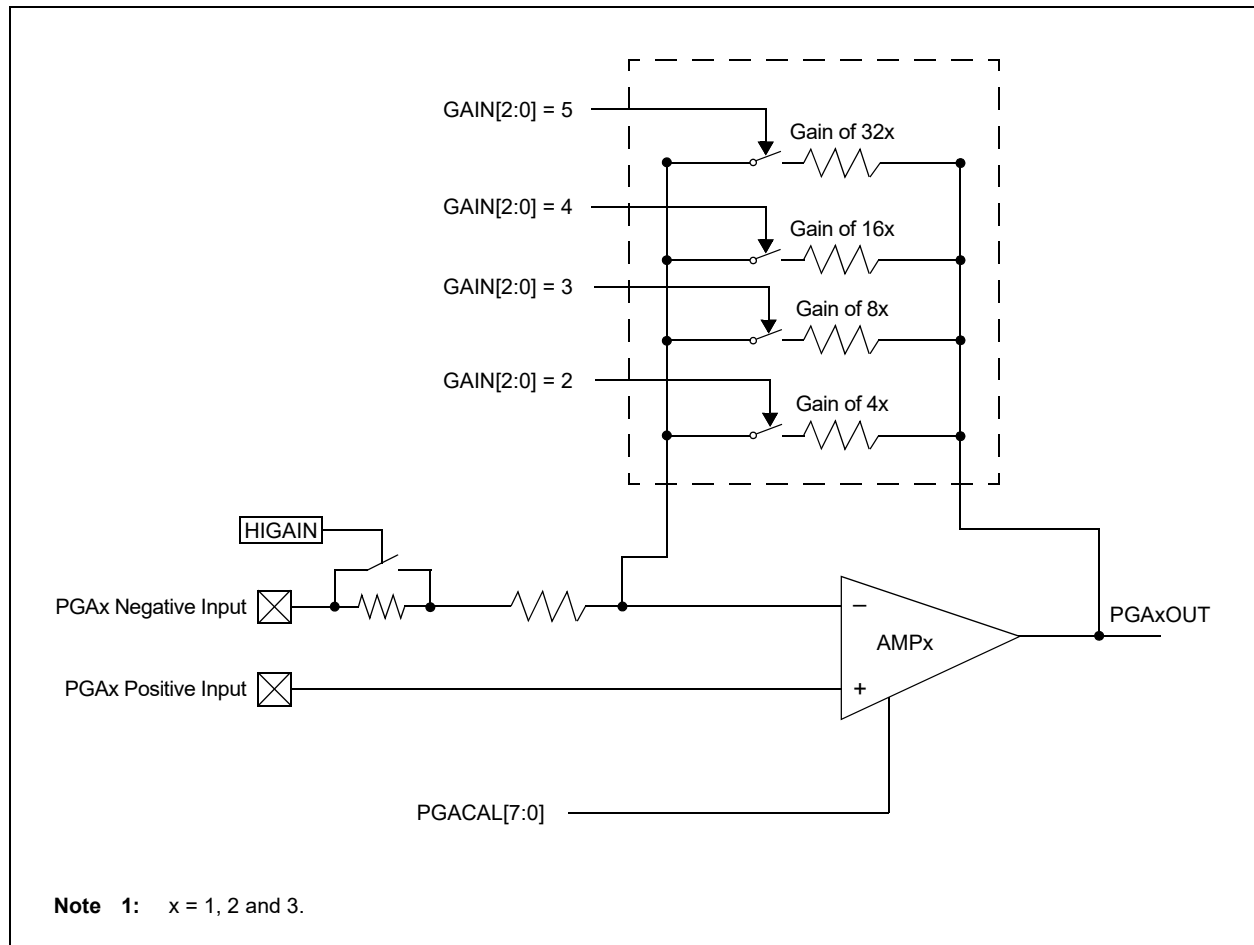 GAIN[2:0] = 5
Gain of 32x
GAIN[2:0] = 4
Gain of 16x
GAIN[2:0] = 3
Gain of 8x
GAIN[2:0] = 2
Gain of 4x
HIGAIN
PGAx Negative Input
–
PGAxOUT
AMPx
PGAx Positive Input
+
PGACAL[7:0]
Note 1: x = 1, 2 and 3.